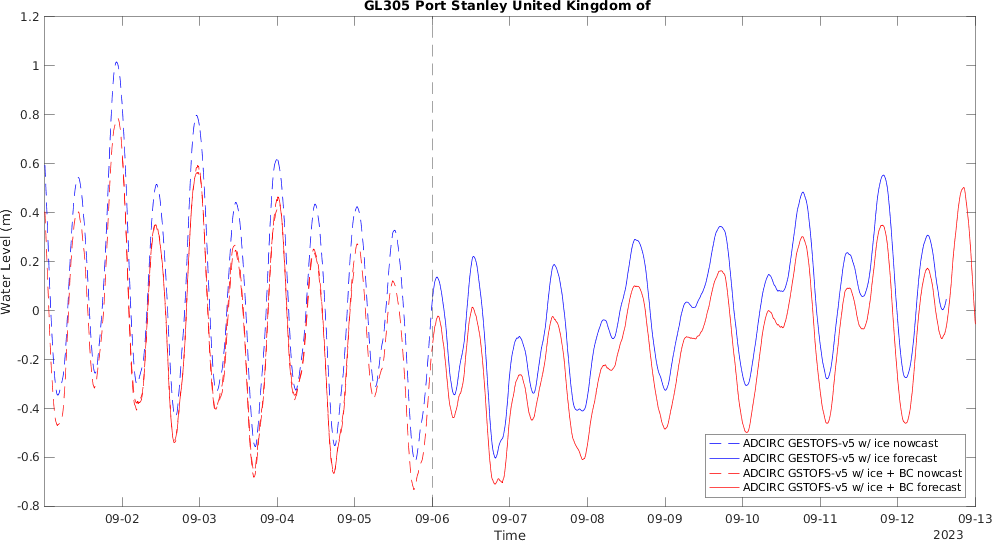 GL305 Port Stanley United Kingdom of
Water Level (m)
1.2
1
0.8
0.6
0.4
0.2
0
-0.2
-0.4
-0.6
-0.8
ADCIRC GESTOFS-v5 w/ ice nowcast
ADCIRC GESTOFS-v5 w/ ice forecast
ADCIRC GSTOFS-v5 w/ ice + BC nowcast
ADCIRC GSTOFS-v5 w/ ice + BC forecast
09-02 09-03 09-04 09-05 09-06 09-07 09-08 09-09 09-10 09-11 09-12 09-13
Time
2023